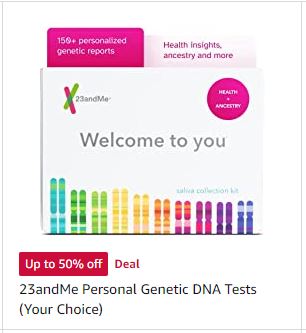 150+ personalized
genetic reports
Health insights,
ancestry and more
23andMe
HEALTH
+
ANCESTRY
Welcome to you
saliva collection kit
Up to 50% off Deal
23andMe Personal Genetic DNA Tests
(Your Choice)